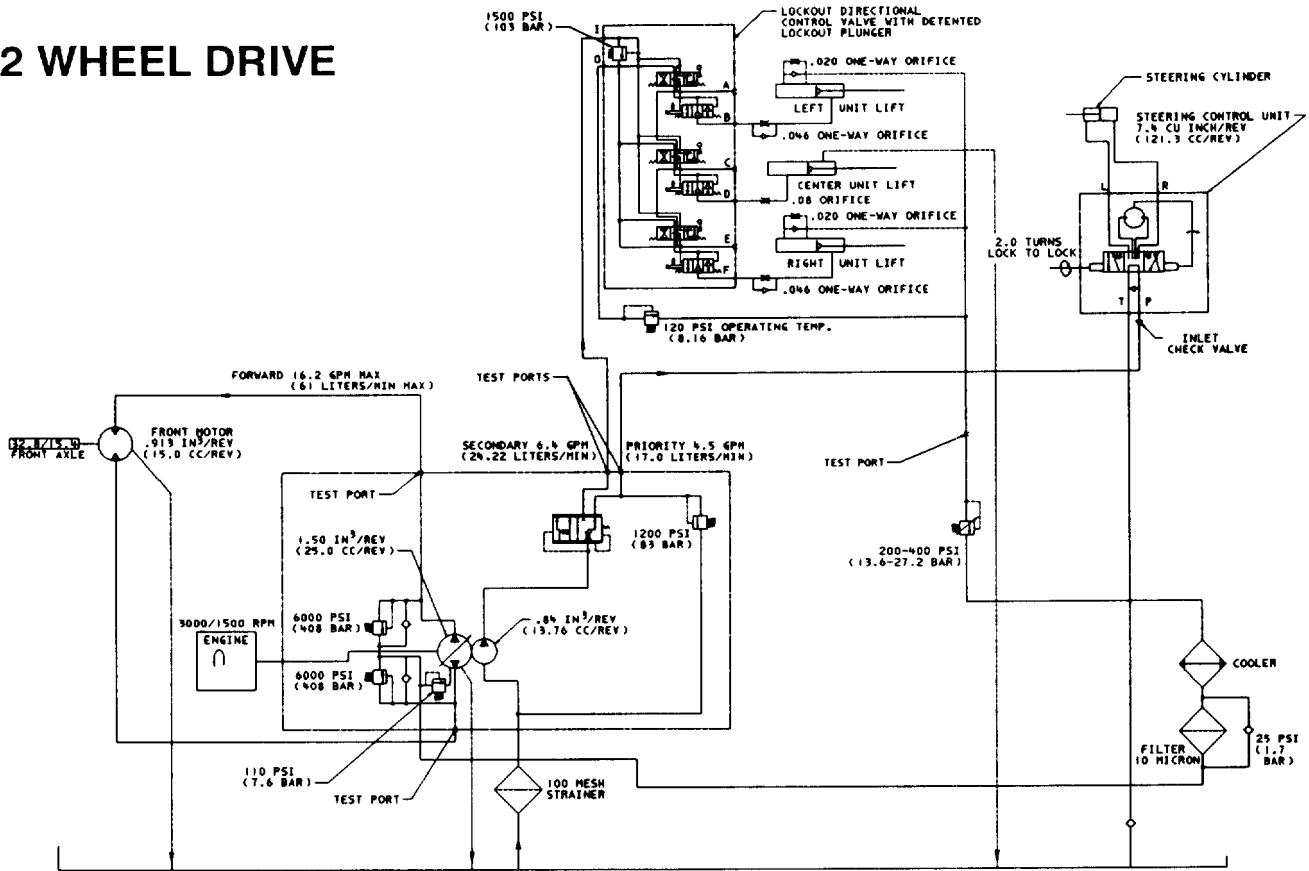 2 WHEEL DRIVE
1500 PSI
(103 BAR)
LOCKOUT DIRECTIONAL
CONTROL VALVE WITH DETENTED
LOCKOUT PLUNGER
I
A
B
C
D
E
F
.020 ONE-WAY ORIFICE
LEFT UNIT LIFT
.046 ONE-WAY ORIFICE
CENTER UNIT LIFT
.08 ORIFICE
.020 ONE-WAY ORIFICE
RIGHT UNIT LIFT
.046 ONE-WAY ORIFICE
STEERING CYLINDER
STEERING CONTROL UNIT
7.4 CU INCH/REV
(121.3 CC/REV)
L
R
2.0 TURNS
LOCK TO LOCK
T
P
INLET
CHECK VALVE
120 PSI OPERATING TEMP.
(8.16 BAR)
FORWARD 16.2 GPM MAX
(61 LITERS/MIN MAX)
TEST PORTS
FRONT MOTOR
.913 IN³/REV
(15.0 CC/REV)
FRONT AXLE
SECONDARY 6.4 GPM
(24.22 LITERS/MIN)
PRIORITY 4.5 GPM
(17.0 LITERS/MIN)
TEST PORT
TEST PORT
1.50 IN³/REV
(25.0 CC/REV)
1200 PSI
(83 BAR)
200-400 PSI
(13.6-27.2 BAR)
3000/1500 RPM
ENGINE
6000 PSI
(408 BAR)
.84 IN³/REV
(13.76 CC/REV)
6000 PSI
(408 BAR)
COOLER
FILTER
10 MICRON
25 PSI
(1.7
BAR)
110 PSI
(7.6 BAR)
TEST PORT
100 MESH
STRAINER